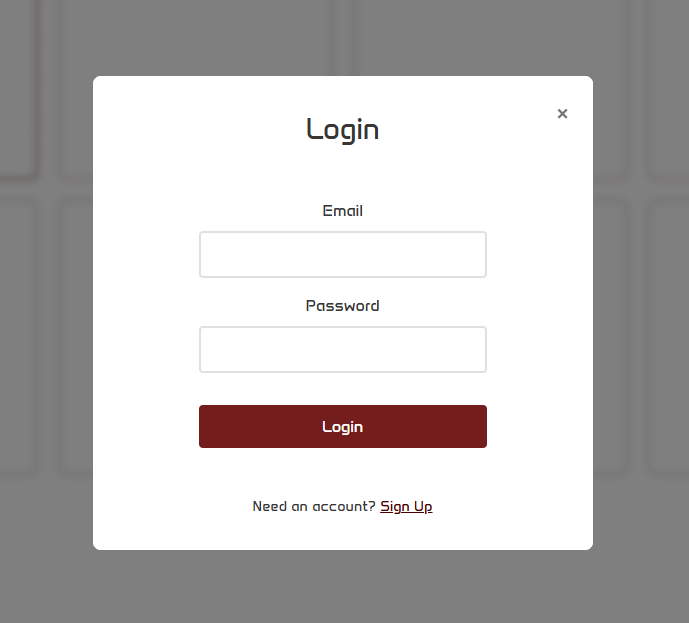 Login
×
Email
Password
Login
Need an account? Sign Up